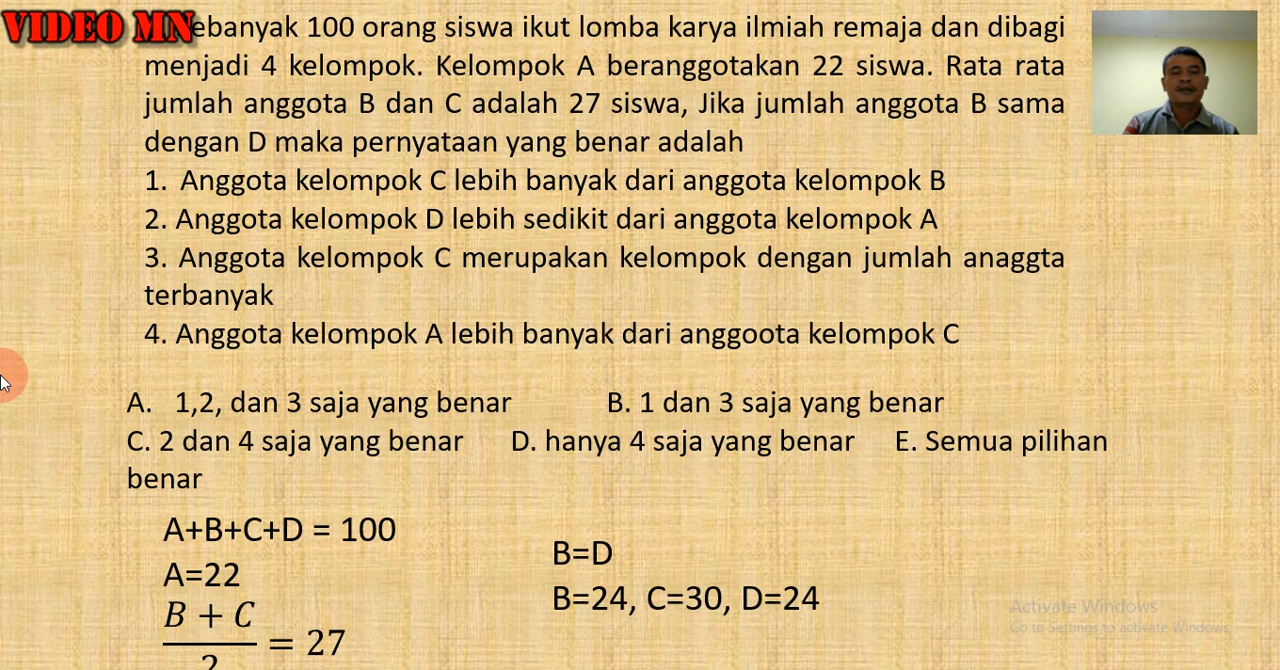 VIDEO MN
ebanyak 100 orang siswa ikut lomba karya ilmiah remaja dan dibagi
menjadi 4 kelompok. Kelompok A beranggotakan 22 siswa. Rata rata
jumlah anggota B dan C adalah 27 siswa, Jika jumlah anggota B sama
dengan D maka pernyataan yang benar adalah
1. Anggota kelompok C lebih banyak dari anggota kelompok B
2. Anggota kelompok D lebih sedikit dari anggota kelompok A
3. Anggota kelompok C merupakan kelompok dengan jumlah anaggta
terbanyak
4. Anggota kelompok A lebih banyak dari anggoota kelompok C
A. 1,2, dan 3 saja yang benar B. 1 dan 3 saja yang benar
C. 2 dan 4 saja yang benar D. hanya 4 saja yang benar E. Semua pilihan
benar
A+B+C+D = 100
A=22
B + C
= 27
2
B=D
B=24, C=30, D=24
Activate Windows
Go to Settings to activate Windows.